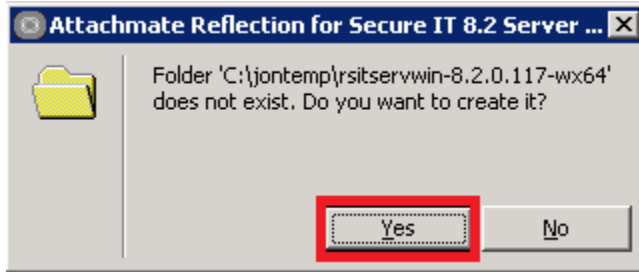 Attachmate Reflection for Secure IT 8.2 Server ...
Folder 'C:\jontemp\rsitservwin-8.2.0.117-wx64'
does not exist. Do you want to create it?
Yes
No